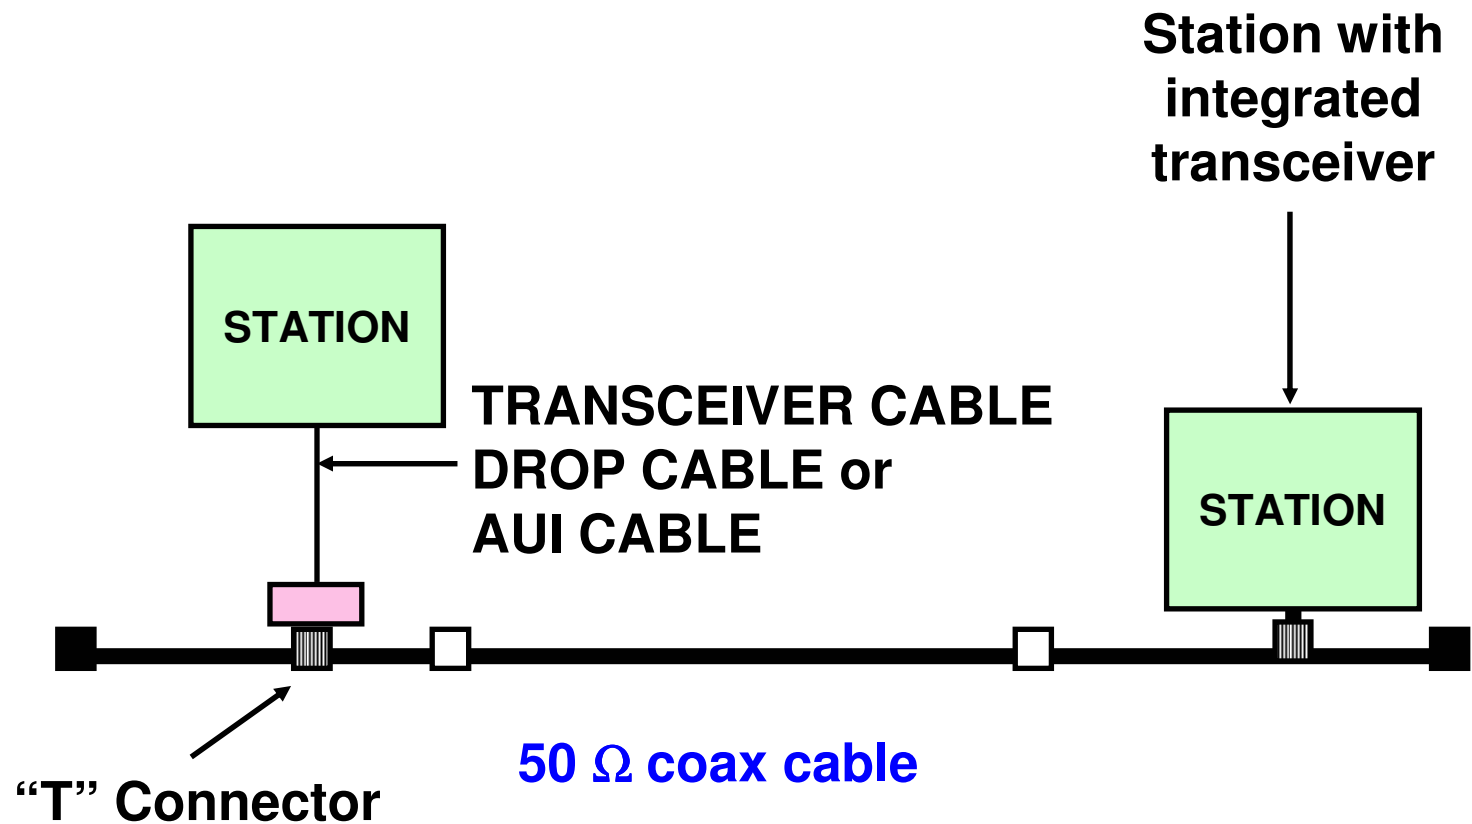 Station with
integrated
transceiver
STATION
TRANSCEIVER CABLE
DROP CABLE or
AUI CABLE
STATION
50 Ω coax cable
“T” Connector